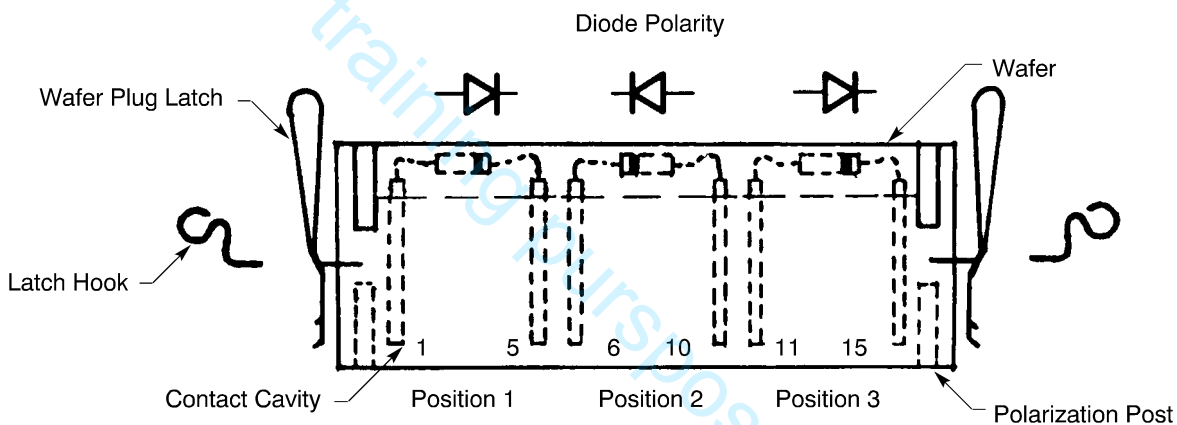 Diode Polarity
Wafer
Wafer Plug Latch
Latch Hook
1 5 6 10 11 15
Contact Cavity
Position 1 Position 2 Position 3
Polarization Post
training purspos